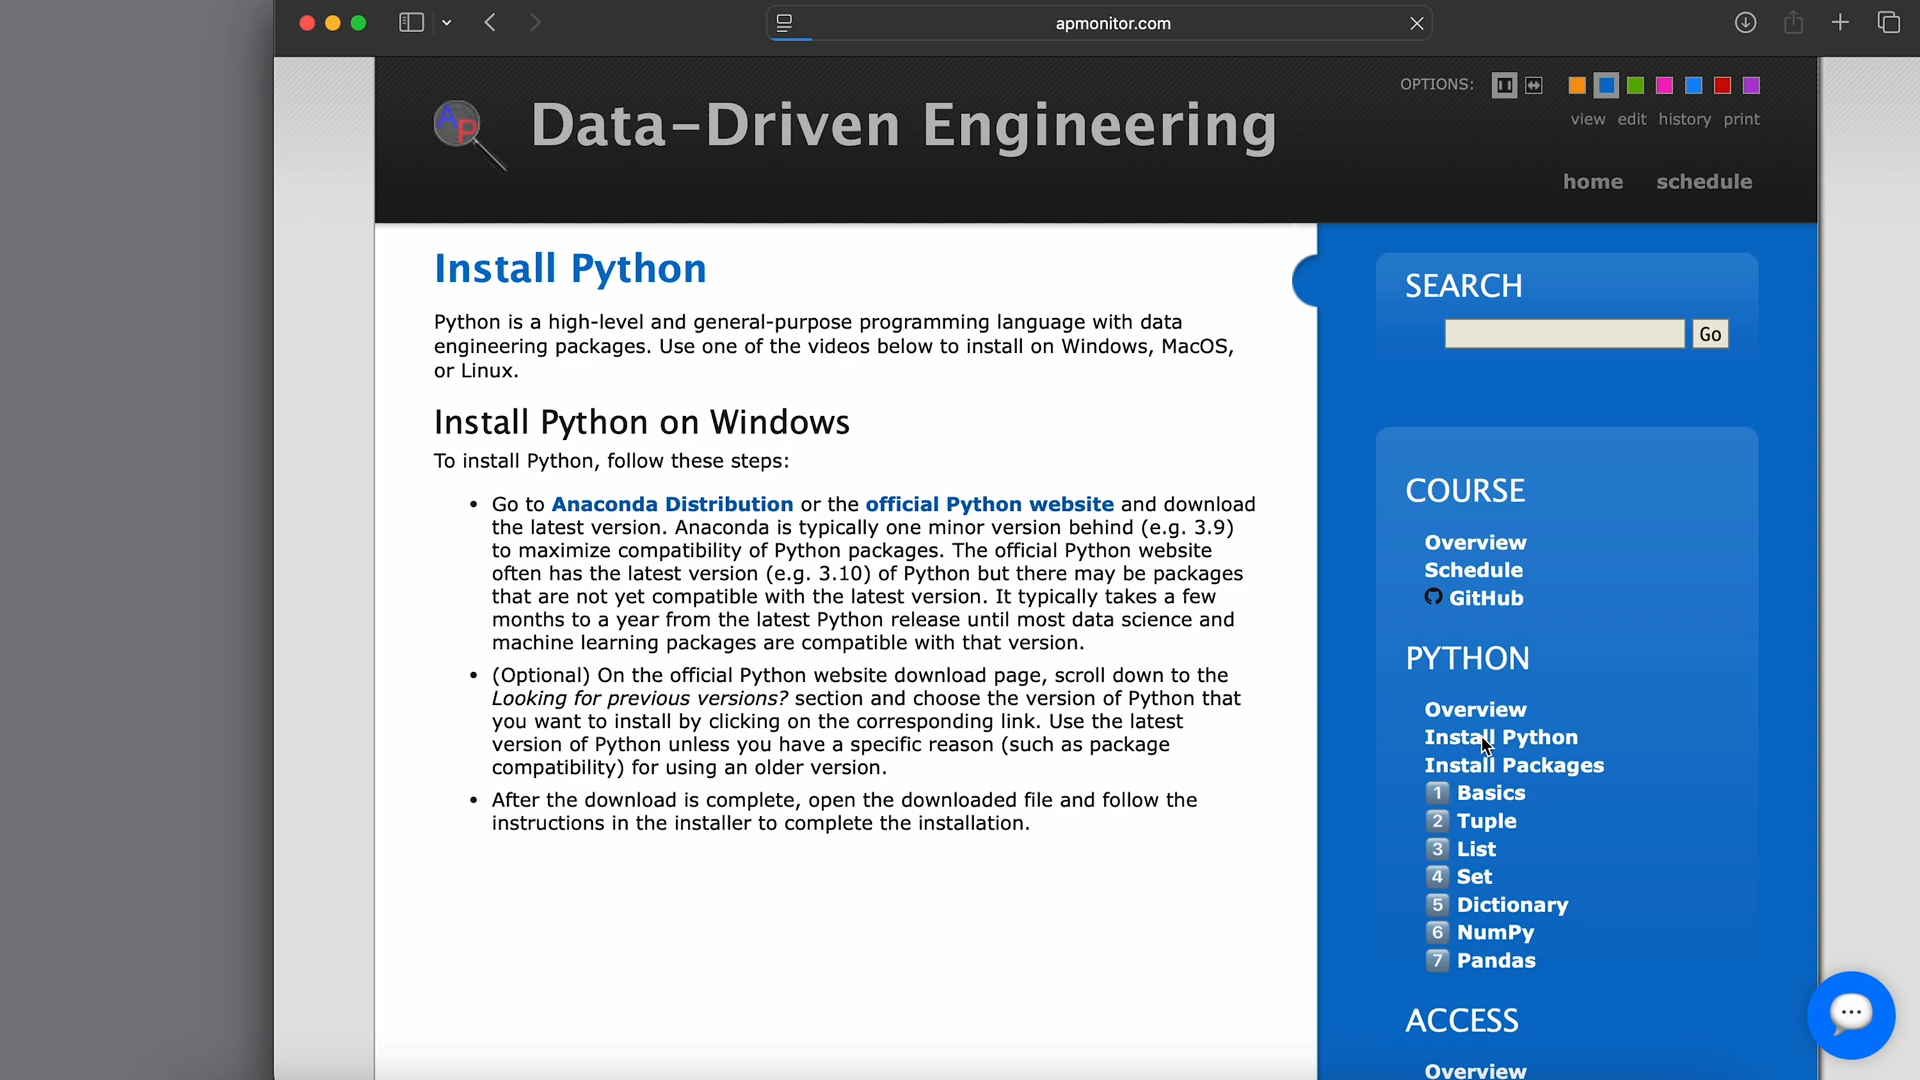 apmonitor.com
OPTIONS:
view edit history print
AP
Data-Driven Engineering
home schedule
Install Python
Python is a high-level and general-purpose programming language with data
engineering packages. Use one of the videos below to install on Windows, MacOS,
or Linux.
Install Python on Windows
To install Python, follow these steps:
• Go to Anaconda Distribution or the official Python website and download
the latest version. Anaconda is typically one minor version behind (e.g. 3.9)
to maximize compatibility of Python packages. The official Python website
often has the latest version (e.g. 3.10) of Python but there may be packages
that are not yet compatible with the latest version. It typically takes a few
months to a year from the latest Python release until most data science and
machine learning packages are compatible with that version.
• (Optional) On the official Python website download page, scroll down to the
Looking for previous versions? section and choose the version of Python that
you want to install by clicking on the corresponding link. Use the latest
version of Python unless you have a specific reason (such as package
compatibility) for using an older version.
• After the download is complete, open the downloaded file and follow the
instructions in the installer to complete the installation.
SEARCH
Go
COURSE
Overview
Schedule
GitHub
PYTHON
Overview
Install Python
Install Packages
1 Basics
2 Tuple
3 List
4 Set
5 Dictionary
6 NumPy
7 Pandas
ACCESS
Overview